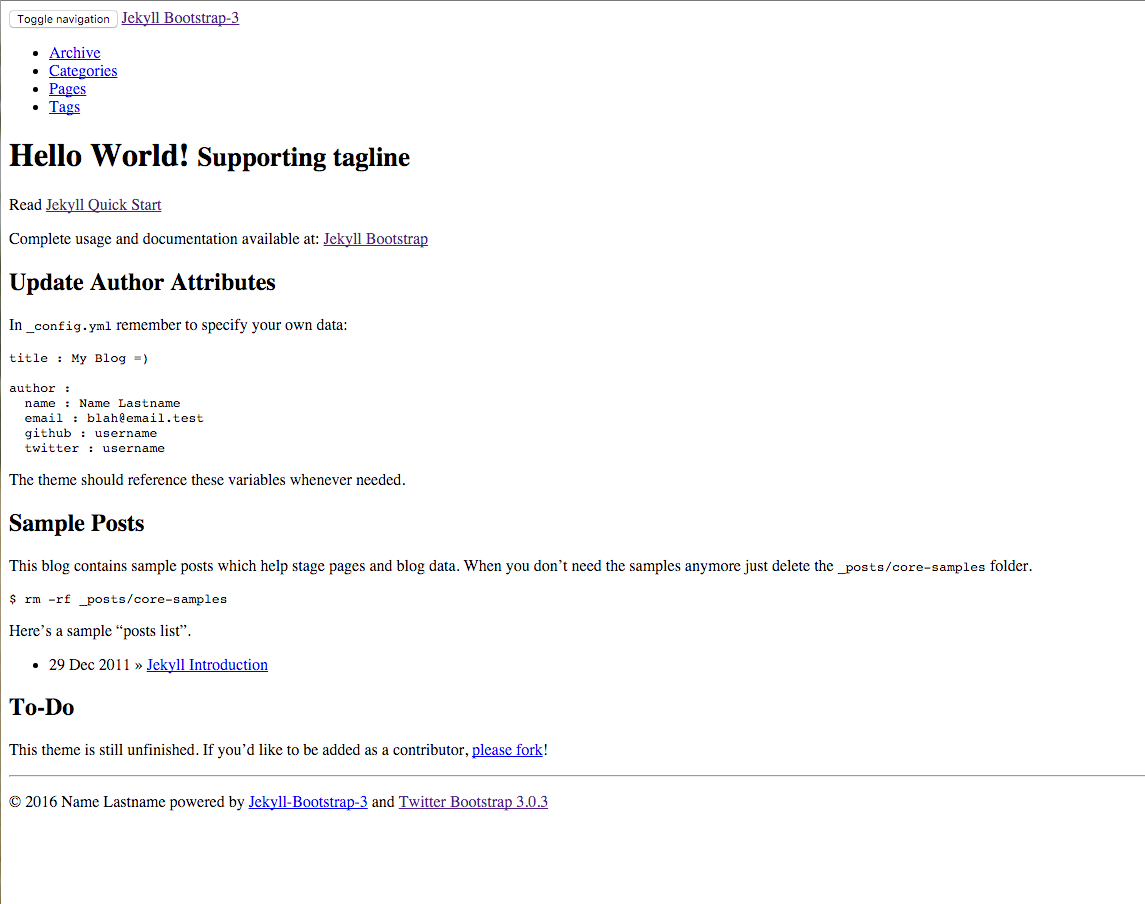 Toggle navigation Jekyll Bootstrap-3
Archive
Categories
Pages
Tags
Hello World! Supporting tagline
Read Jekyll Quick Start
Complete usage and documentation available at: Jekyll Bootstrap
Update Author Attributes
In _config.yml remember to specify your own data:
title : My Blog =)
author :
  name : Name Lastname
  email : blah@email.test
  github : username
  twitter : username
The theme should reference these variables whenever needed.
Sample Posts
This blog contains sample posts which help stage pages and blog data. When you don’t need the samples anymore just delete the _posts/core-samples folder.
$ rm -rf _posts/core-samples
Here’s a sample “posts list”.
29 Dec 2011 » Jekyll Introduction
To-Do
This theme is still unfinished. If you’d like to be added as a contributor, please fork!
© 2016 Name Lastname powered by Jekyll-Bootstrap-3 and Twitter Bootstrap 3.0.3